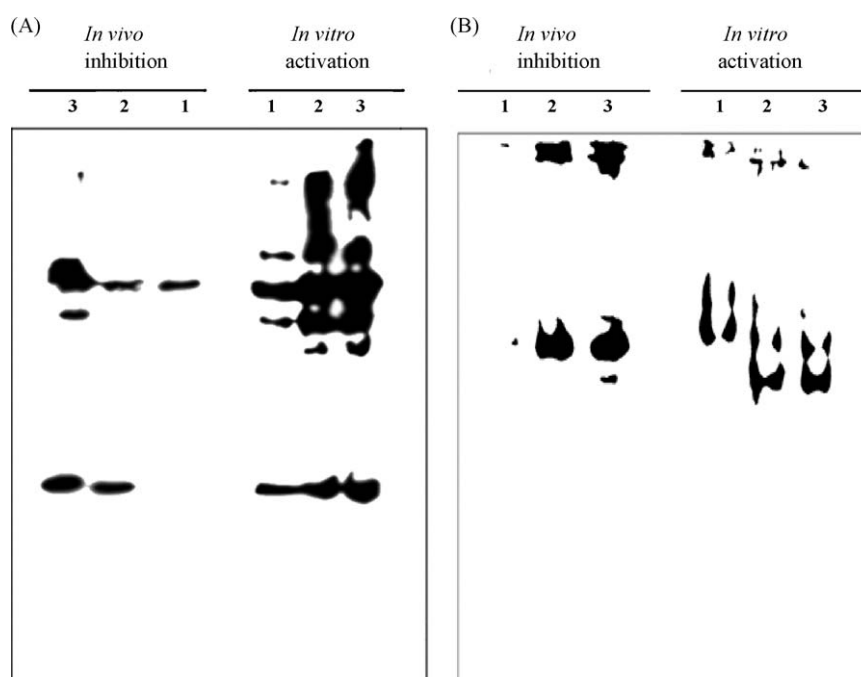 (A)
In vivo
inhibition
In vitro
activation
3 2 1
1 2 3
(B)
In vivo
inhibition
In vitro
activation
1 2 3
1 2 3